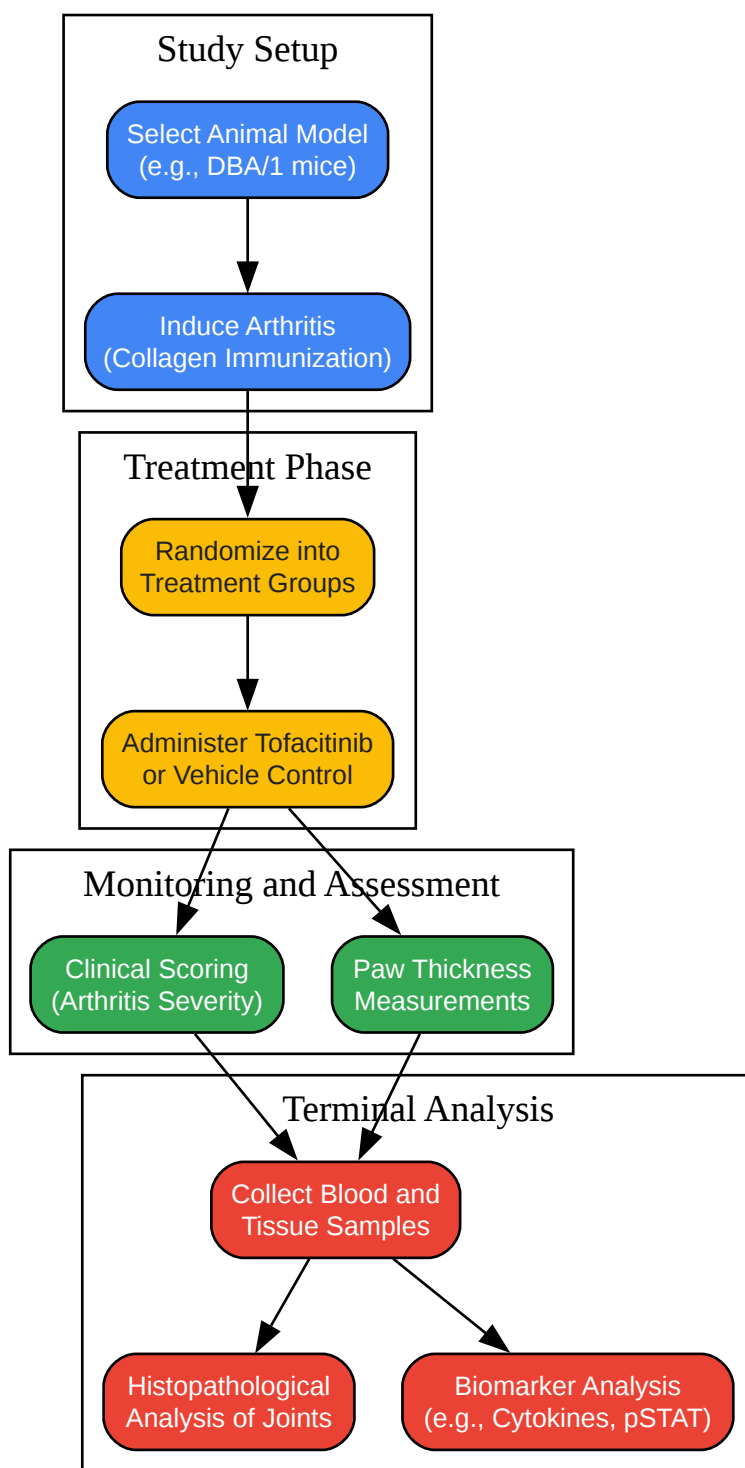 Study Setup
Select Animal Model
(e.g., DBA/1 mice)
Induce Arthritis
(Collagen Immunization)
Treatment Phase
Randomize into
Treatment Groups
Administer Tofacitinib
or Vehicle Control
Monitoring and Assessment
Clinical Scoring
(Arthritis Severity)
Paw Thickness
Measurements
Terminal Analysis
Collect Blood and
Tissue Samples
Histopathological
Analysis of Joints
Biomarker Analysis
(e.g., Cytokines, pSTAT)